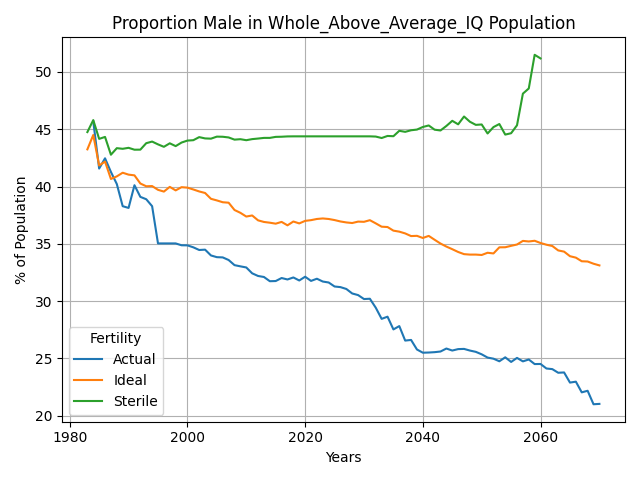 Proportion Male in Whole_Above_Average_IQ Population
% of Population
50
45
40
35
30
25
20
Fertility
Actual
Ideal
Sterile
1980
2000
2020
2040
2060
Years